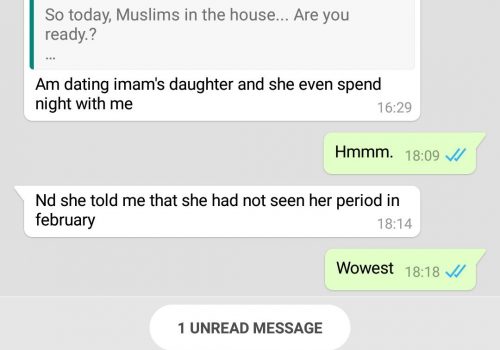 So today, Muslims in the house... Are you
ready.?
...
Am dating imam's daughter and she even spend
night with me
16:29
Hmmm. 18:09
Nd she told me that she had not seen her period in
february
18:14
Wowest 18:18
1 UNREAD MESSAGE